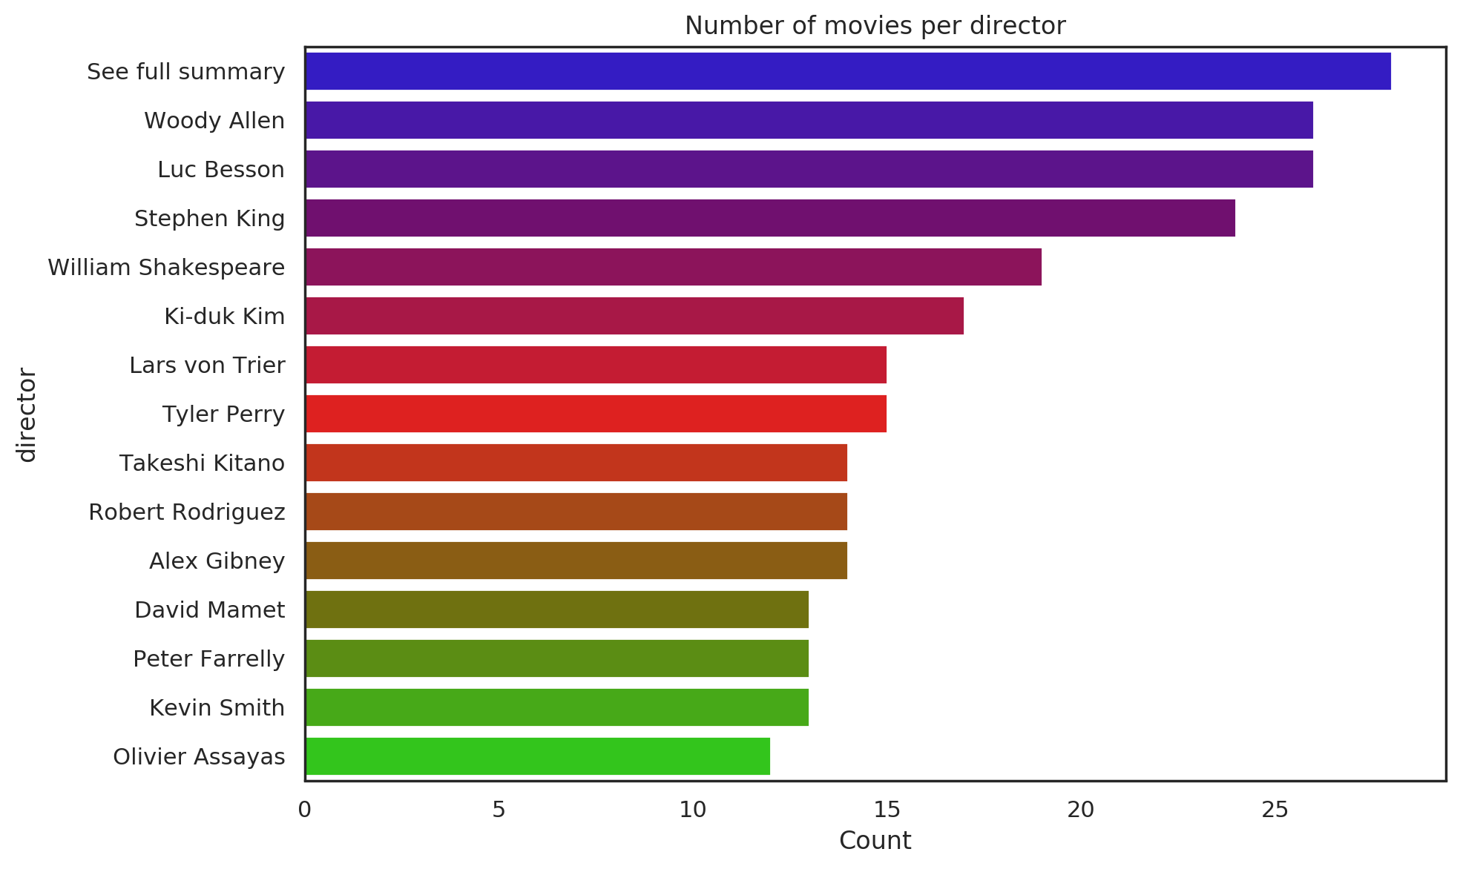 Number of movies per director
See full summary
Woody Allen
Luc Besson
Stephen King
William Shakespeare
Ki-duk Kim
Lars von Trier
Tyler Perry
Takeshi Kitano
Robert Rodriguez
Alex Gibney
David Mamet
Peter Farrelly
Kevin Smith
Olivier Assayas
director
0 5 10 15 20 25
Count